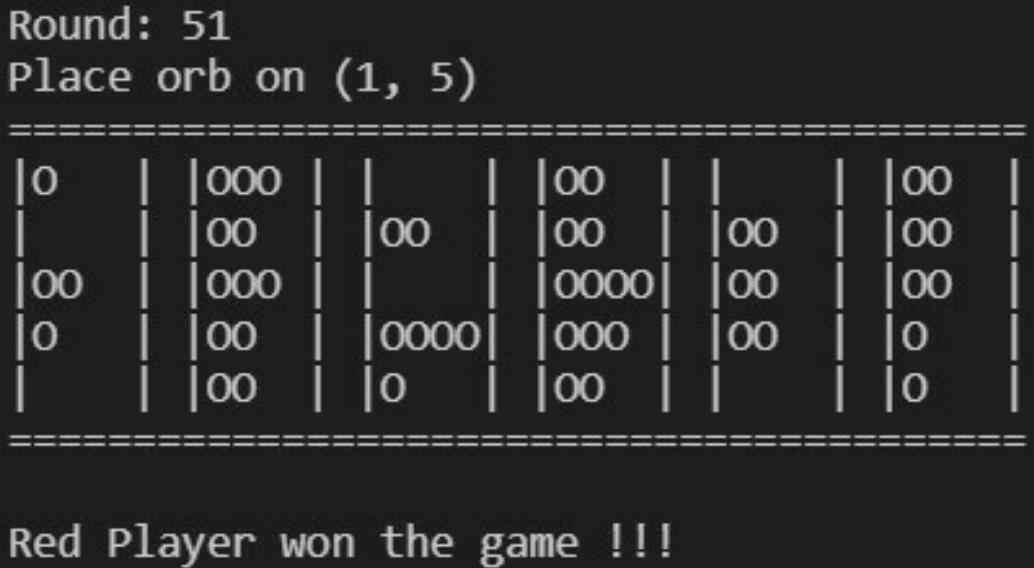 Round: 51
Place orb on (1, 5)
=========================================
|O    | |OOO | |    | |OO  | |    | |OO  |
|     | |OO  | |OO  | |OO  | |OO  | |OO  |
|OO   | |OOO | |    | |OOOO| |OO  | |OO  |
|O    | |OO  | |OOOO| |OOO | |OO  | |O   |
|     | |OO  | |O   | |OO  | |    | |O   |
=========================================
Red Player won the game !!!